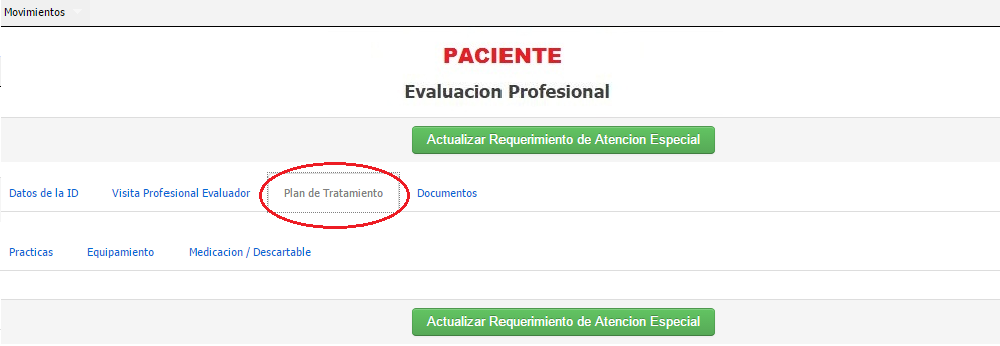 Movimientos
PACIENTE
Evaluacion Profesional
Actualizar Requerimiento de Atencion Especial
Datos de la ID Visita Profesional Evaluador Plan de Tratamiento Documentos
Practicas Equipamiento Medicacion / Descartable
Actualizar Requerimiento de Atencion Especial